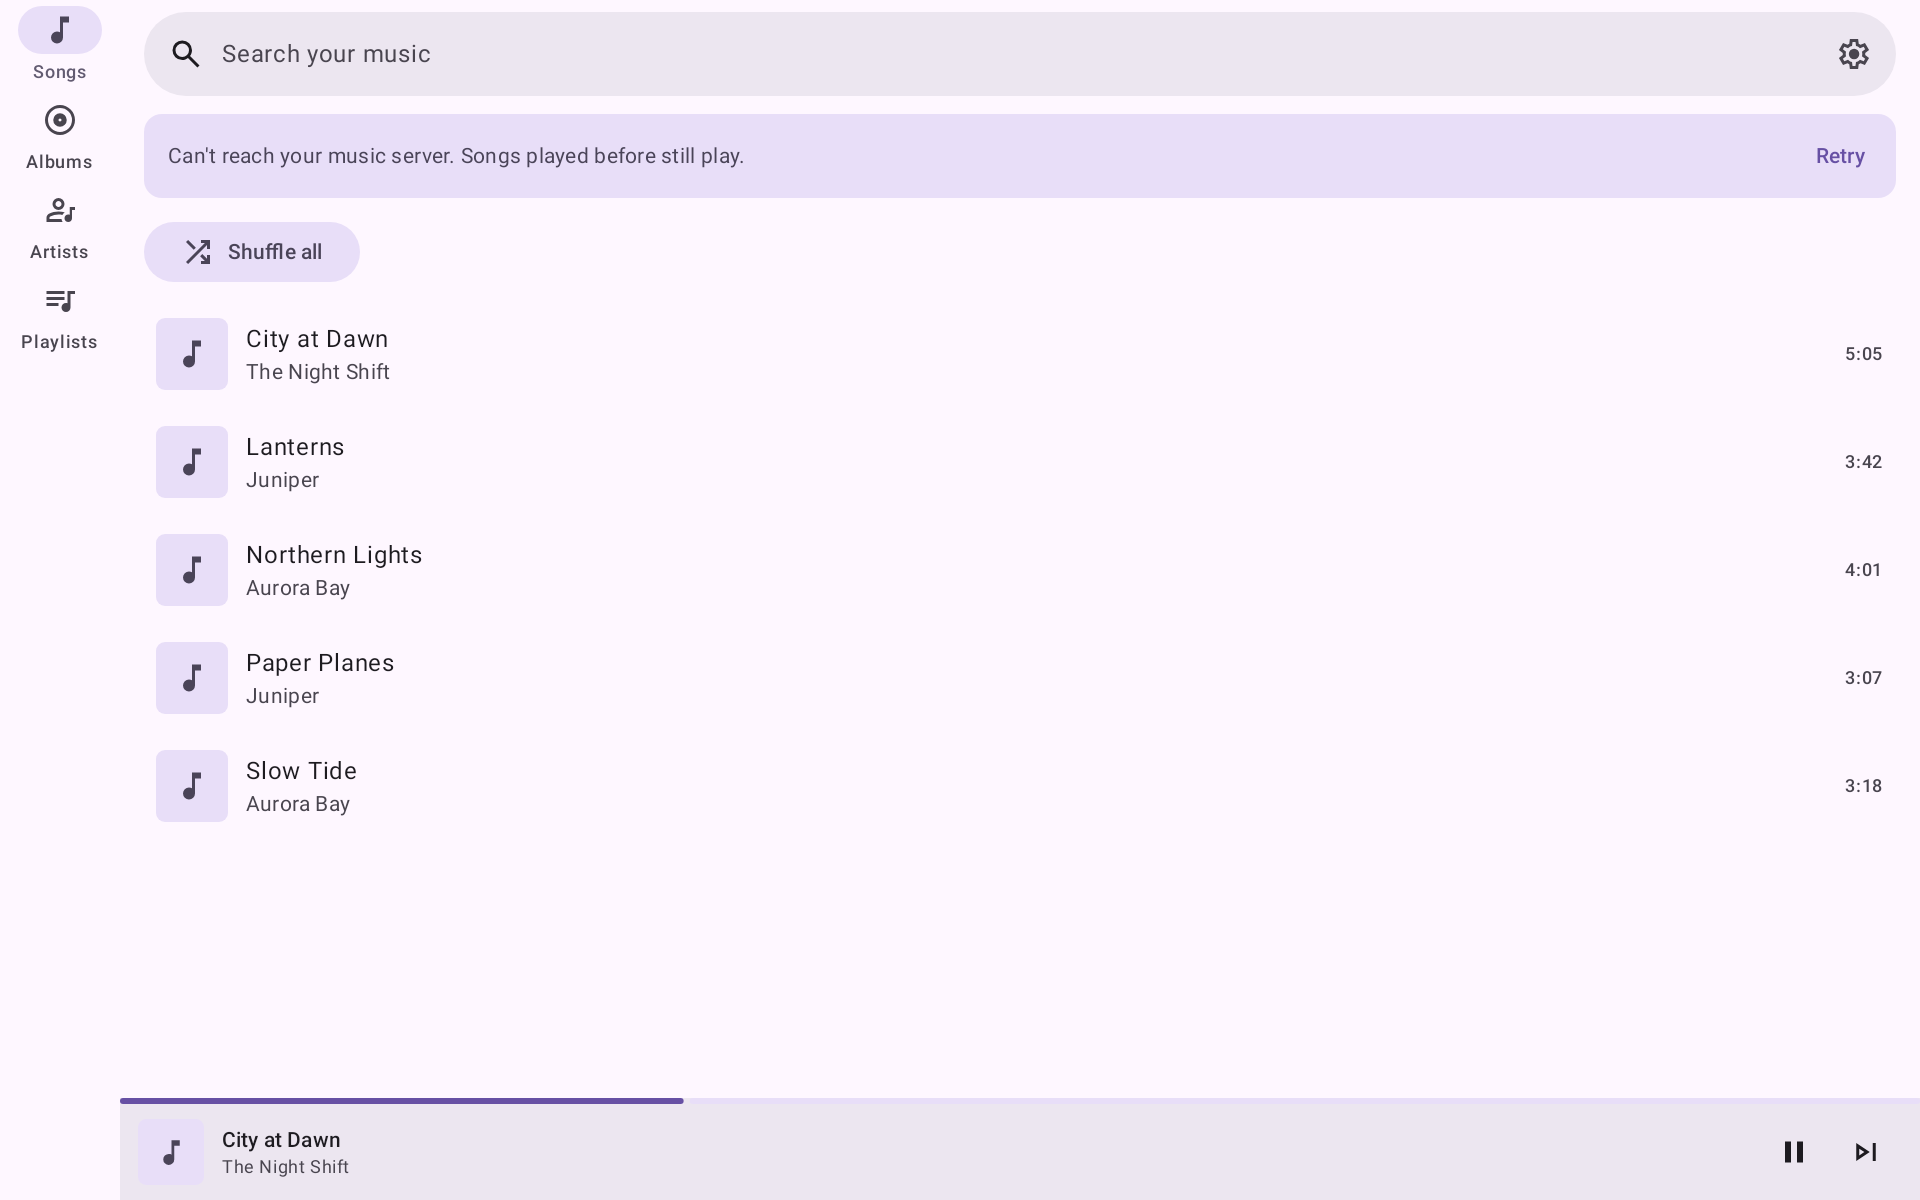 Songs
Albums
Artists
Playlists
Search your music
Can't reach your music server. Songs played before still play.
Retry
Shuffle all
City at Dawn
The Night Shift
5:05
Lanterns
Juniper
3:42
Northern Lights
Aurora Bay
4:01
Paper Planes
Juniper
3:07
Slow Tide
Aurora Bay
3:18
City at Dawn
The Night Shift